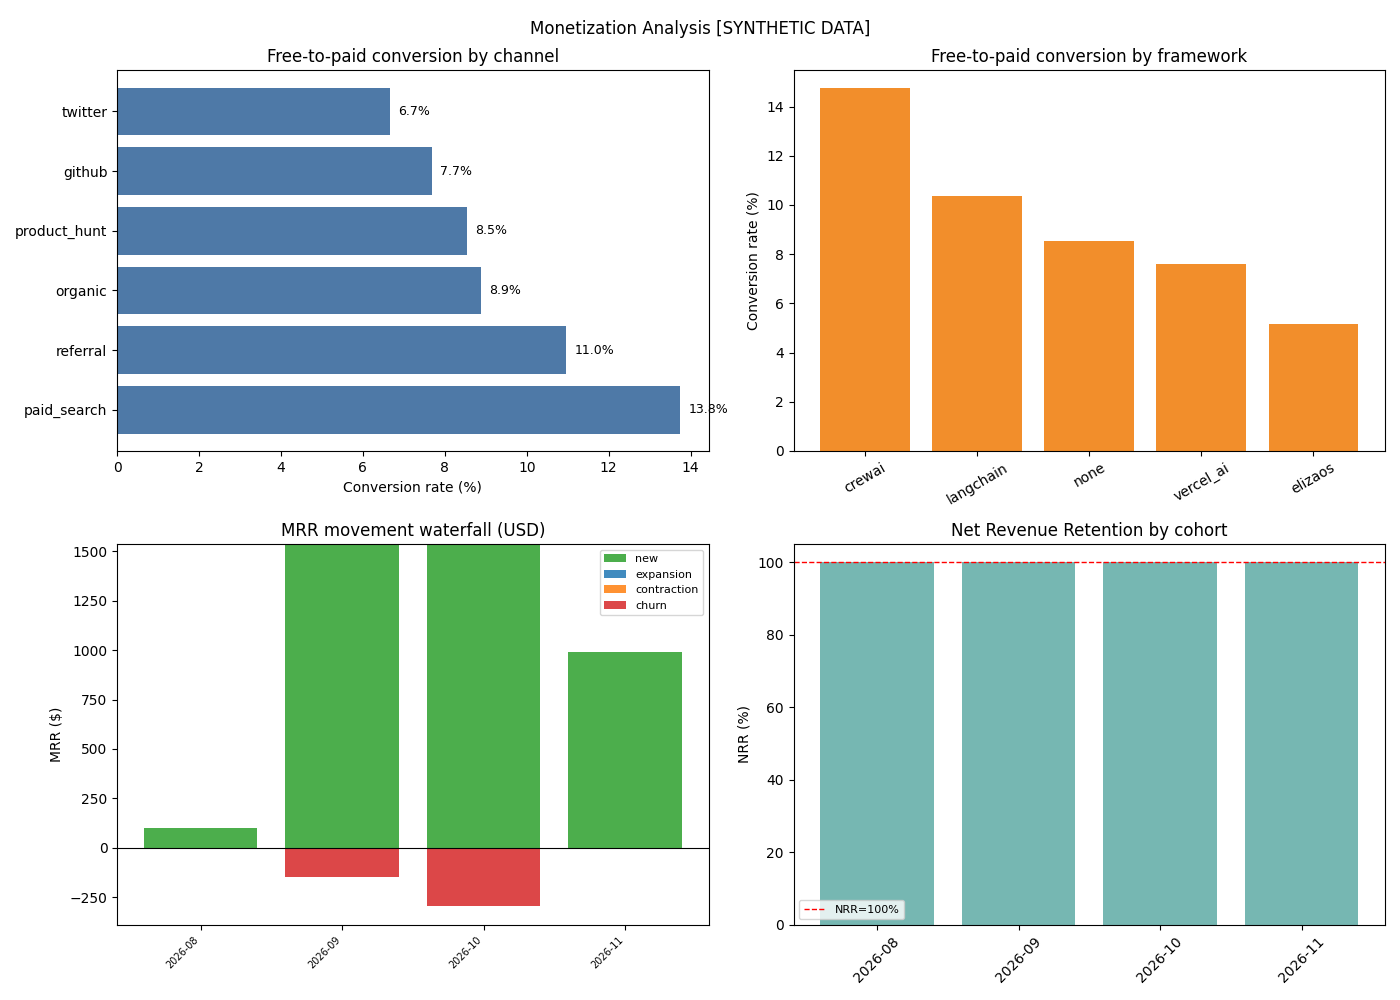 Monetization Analysis [SYNTHETIC DATA]
Free-to-paid conversion by channel
twitter
github
product_hunt
organic
referral
paid_search
6.7%
7.7%
8.5%
8.9%
11.0%
13.8%
0 2 4 6 8 10 12 14
Conversion rate (%)
Free-to-paid conversion by framework
Conversion rate (%)
14
12
10
8
6
4
2
0
crewai langchain none vercel_ai elizaos
MRR movement waterfall (USD)
MRR ($)
1500
1250
1000
750
500
250
0
−250
new
expansion
contraction
churn
2026-08 2026-09 2026-10 2026-11
Net Revenue Retention by cohort
NRR (%)
100
80
60
40
20
0
NRR=100%
2026-08 2026-09 2026-10 2026-11